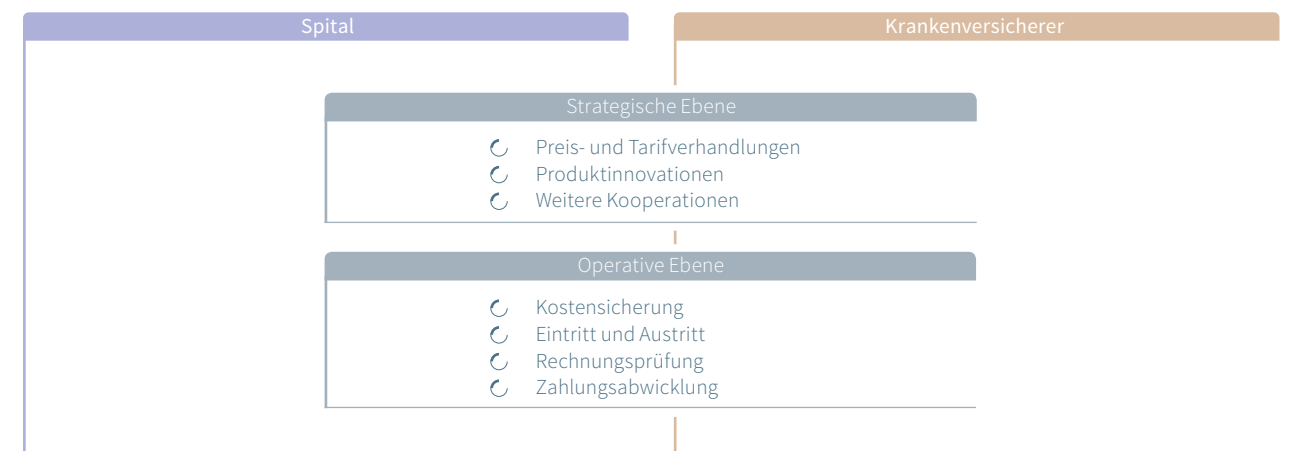 Spital
Krankenversicherer
Strategische Ebene
Preis- und Tarifverhandlungen
Produktinnovationen
Weitere Kooperationen
Operative Ebene
Kostensicherung
Eintritt und Austritt
Rechnungsprüfung
Zahlungsabwicklung